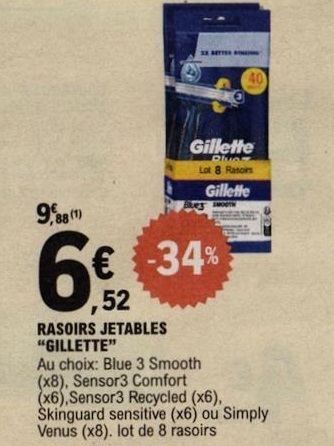 40
Gillette
Lot 8 Rasoirs
Gillette
Blue3 SMOOTH
9,88 (1)
6€,52
-34%
RASOIRS JETABLES
"GILLETTE"
Au choix: Blue 3 Smooth
(x8), Sensor3 Comfort
(x6),Sensor3 Recycled (x6),
Skinguard sensitive (x6) ou Simply
Venus (x8). lot de 8 rasoirs